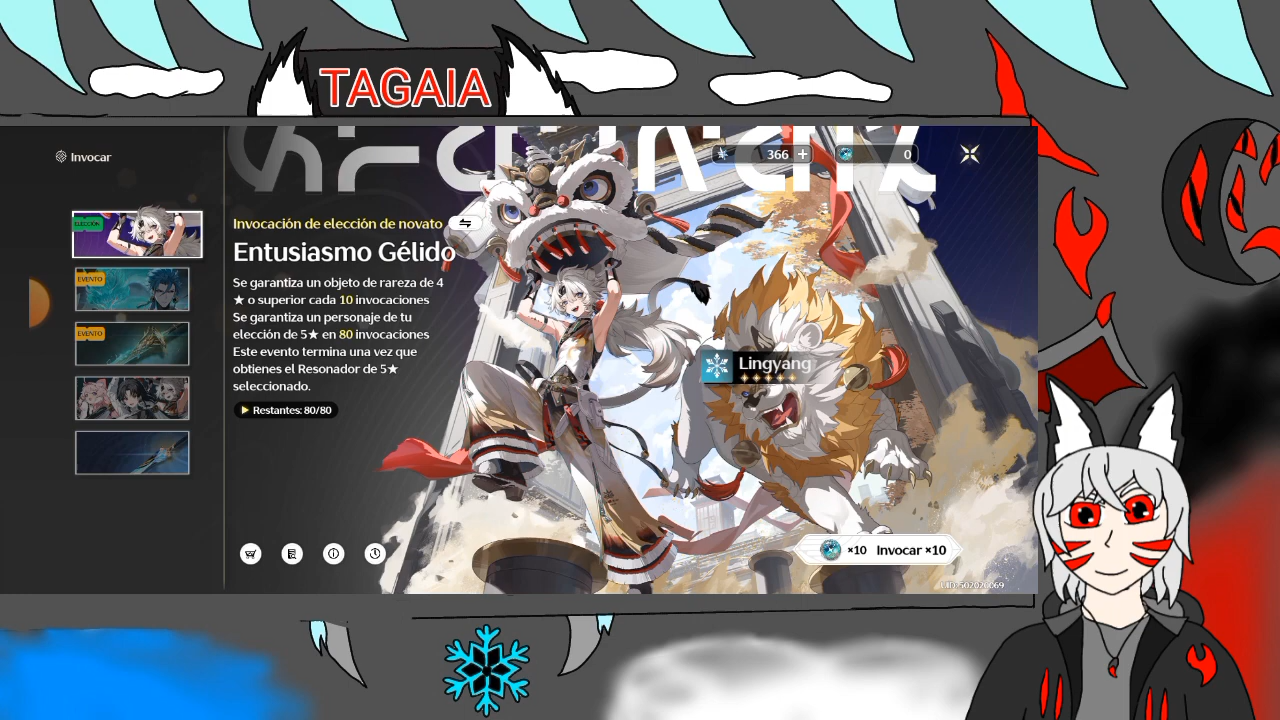 TAGAIA
Invocar
366
0
ELECCIÓN
EVENTO
EVENTO
Invocación de elección de novato
Entusiasmo Gélido
Se garantiza un objeto de rareza de 4
★ o superior cada 10 invocaciones
Se garantiza un personaje de tu
elección de 5★ en 80 invocaciones
Este evento termina una vez que
obtienes el Resonador de 5★
seleccionado.
Restantes: 80/80
Lingyang
×10 Invocar ×10